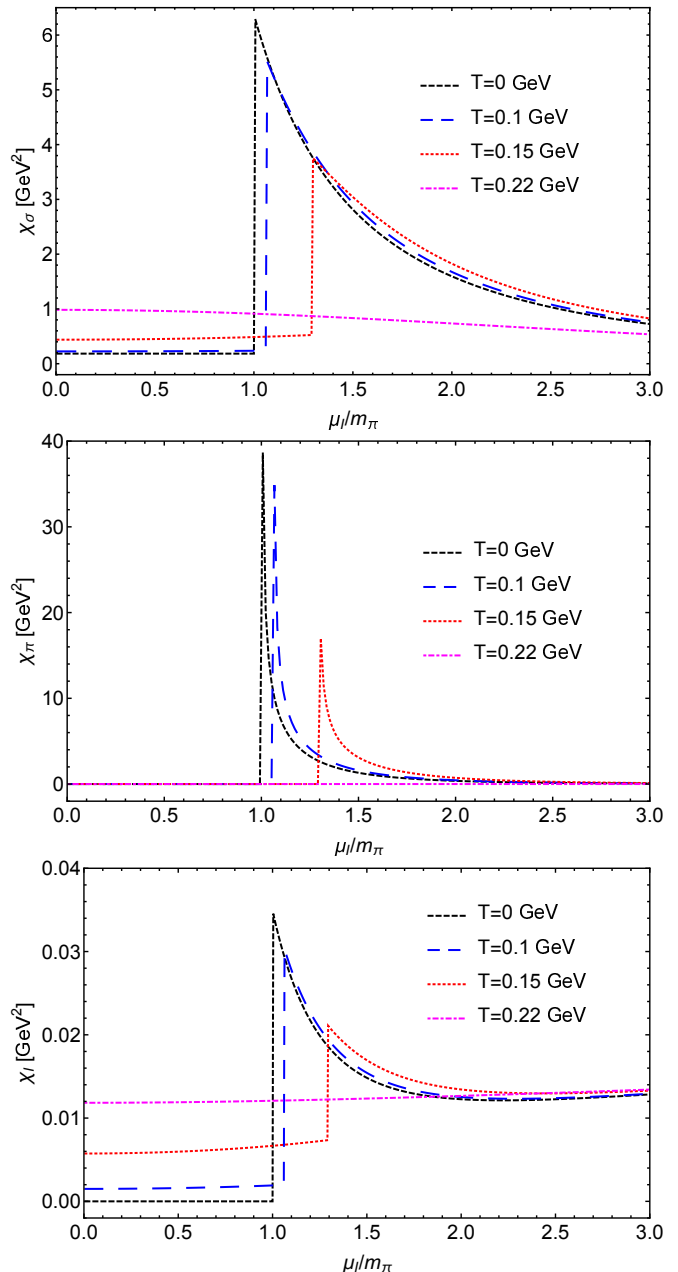 χσ [GeV²]
6
5
4
3
2
1
0
T=0 GeV
T=0.1 GeV
T=0.15 GeV
T=0.22 GeV
0.0 0.5 1.0 1.5 2.0 2.5 3.0
μI/mπ
χπ [GeV²]
40
30
20
10
0
T=0 GeV
T=0.1 GeV
T=0.15 GeV
T=0.22 GeV
0.0 0.5 1.0 1.5 2.0 2.5 3.0
μI/mπ
χI [GeV²]
0.04
0.03
0.02
0.01
0.00
T=0 GeV
T=0.1 GeV
T=0.15 GeV
T=0.22 GeV
0.0 0.5 1.0 1.5 2.0 2.5 3.0
μI/mπ